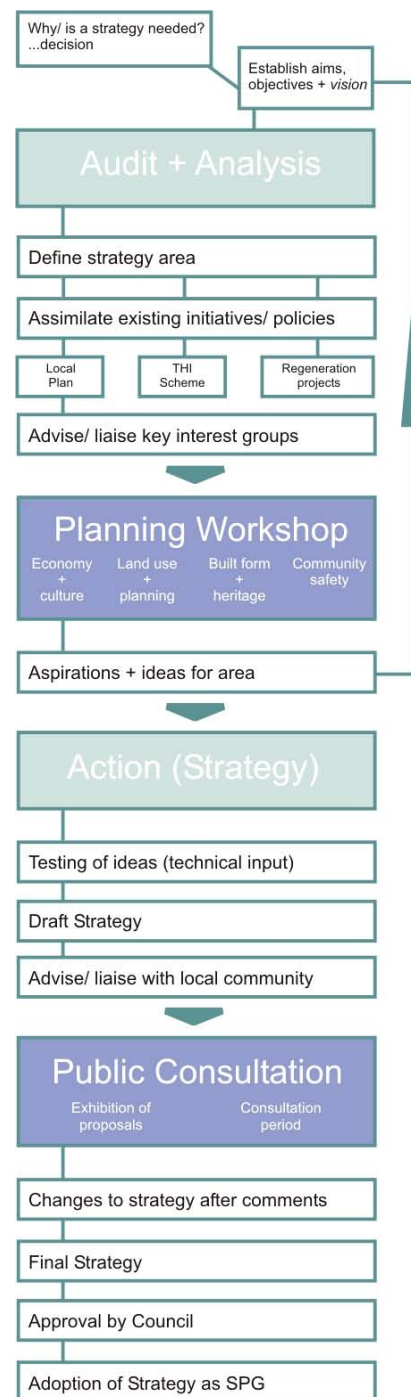 Why/ is a strategy needed?
...decision
Establish aims,
objectives + vision
Audit + Analysis
Define strategy area
Assimilate existing initiatives/ policies
Local
Plan
THI
Scheme
Regeneration
projects
Advise/ liaise key interest groups
Planning Workshop
Economy
+
culture
Land use
+
planning
Built form
+
heritage
Community
safety
Aspirations + ideas for area
Action (Strategy)
Testing of ideas (technical input)
Draft Strategy
Advise/ liaise with local community
Public Consultation
Exhibition of
proposals
Consultation
period
Changes to strategy after comments
Final Strategy
Approval by Council
Adoption of Strategy as SPG